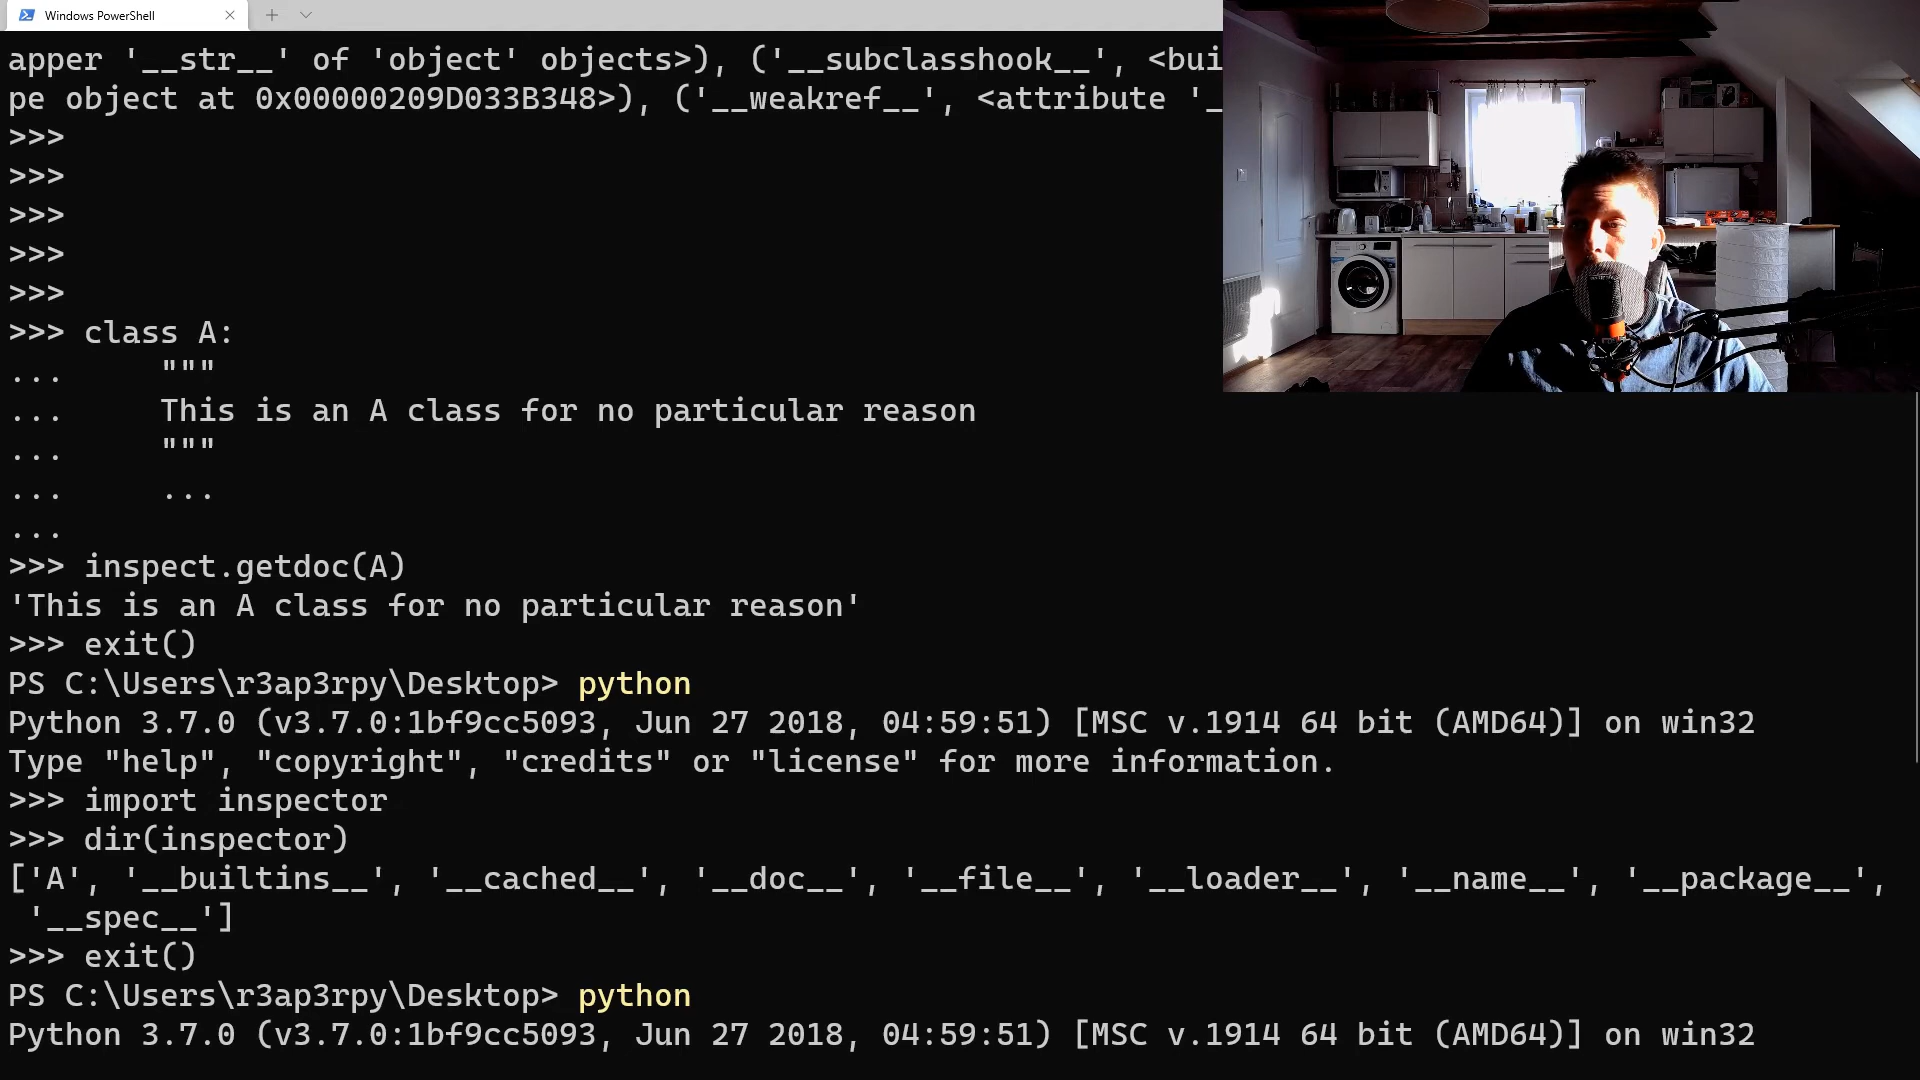 Windows PowerShell
apper '__str__' of 'object' objects>), ('__subclasshook__', <bui
pe object at 0x00000209D033B348>), ('__weakref__', <attribute '_
>>>
>>>
>>>
>>>
>>>
>>> class A:
...     """
...     This is an A class for no particular reason
...     """
...     ...
...
>>> inspect.getdoc(A)
'This is an A class for no particular reason'
>>> exit()
PS C:\Users\r3ap3rpy\Desktop> python
Python 3.7.0 (v3.7.0:1bf9cc5093, Jun 27 2018, 04:59:51) [MSC v.1914 64 bit (AMD64)] on win32
Type "help", "copyright", "credits" or "license" for more information.
>>> import inspector
>>> dir(inspector)
['A', '__builtins__', '__cached__', '__doc__', '__file__', '__loader__', '__name__', '__package__',
 '__spec__']
>>> exit()
PS C:\Users\r3ap3rpy\Desktop> python
Python 3.7.0 (v3.7.0:1bf9cc5093, Jun 27 2018, 04:59:51) [MSC v.1914 64 bit (AMD64)] on win32